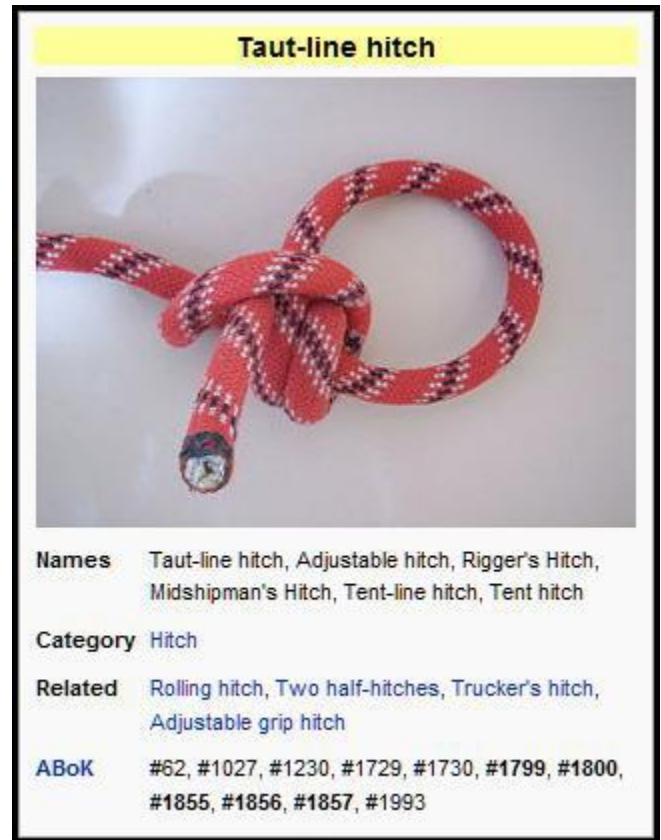 Taut-line hitch
Names Taut-line hitch, Adjustable hitch, Rigger's Hitch,
Midshipman's Hitch, Tent-line hitch, Tent hitch
Category Hitch
Related Rolling hitch, Two half-hitches, Trucker's hitch,
Adjustable grip hitch
ABoK #62, #1027, #1230, #1729, #1730, #1799, #1800,
#1855, #1856, #1857, #1993